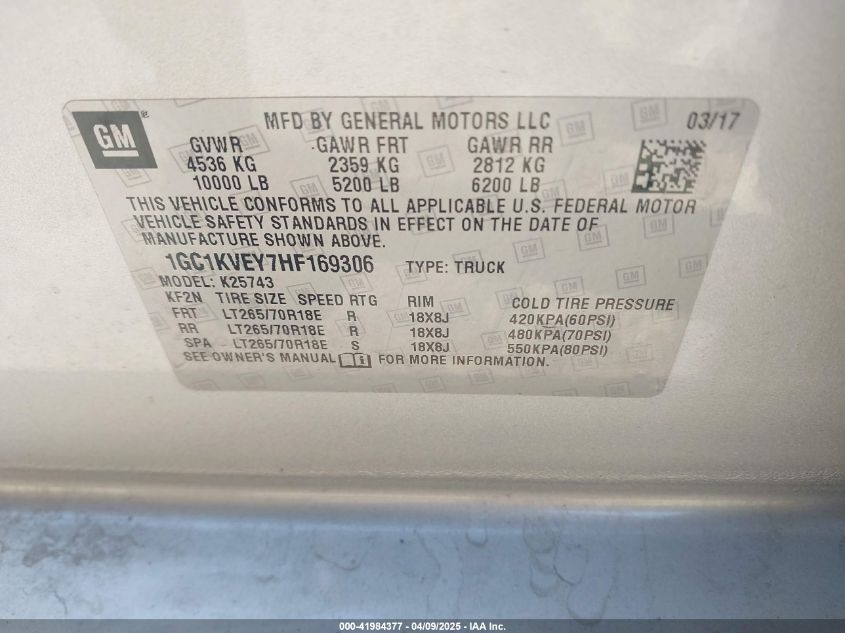 GM® MFD BY GENERAL MOTORS LLC 03/17
GVWR GAWR FRT GAWR RR
4536 KG 2359 KG 2812 KG
10000 LB 5200 LB 6200 LB
THIS VEHICLE CONFORMS TO ALL APPLICABLE U.S. FEDERAL MOTOR
VEHICLE SAFETY STANDARDS IN EFFECT ON THE DATE OF
MANUFACTURE SHOWN ABOVE.
1GC1KVEY7HF169306 TYPE: TRUCK
MODEL: K25743
KF2N TIRE SIZE SPEED RTG RIM COLD TIRE PRESSURE
FRT LT265/70R18E R 18X8J 420KPA(60PSI)
RR LT265/70R18E R 18X8J 480KPA(70PSI)
SPA LT265/70R18E S 18X8J 550KPA(80PSI)
SEE OWNER'S MANUAL FOR MORE INFORMATION.
000-41984377 - 04/09/2025 - IAA Inc.